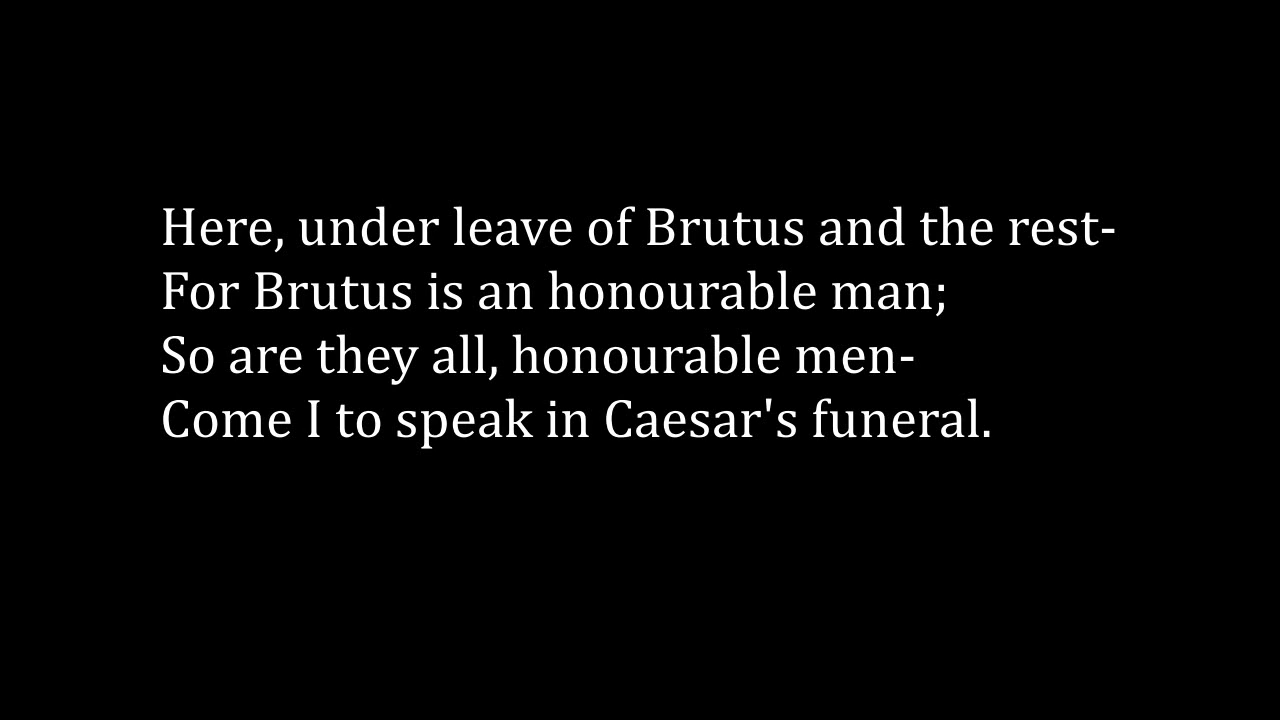 Here, under leave of Brutus and the rest-
For Brutus is an honourable man;
So are they all, honourable men-
Come I to speak in Caesar's funeral.